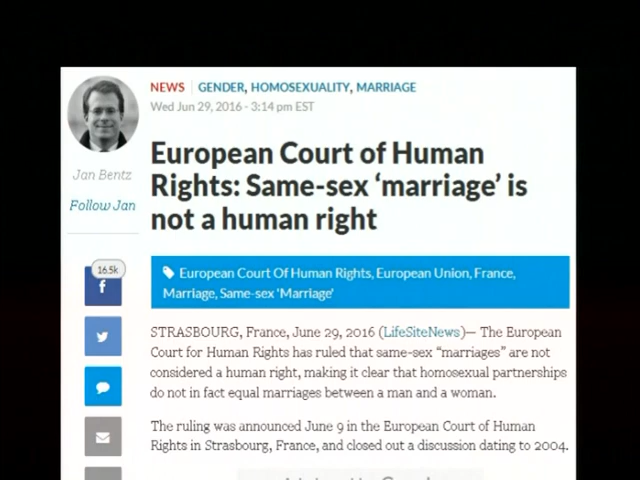 NEWS GENDER, HOMOSEXUALITY, MARRIAGE
Wed Jun 29, 2016 - 3:14 pm EST
Jan Bentz
Follow Jan
European Court of Human
Rights: Same-sex ‘marriage’ is
not a human right
16.5k
f
European Court Of Human Rights, European Union, France,
Marriage, Same-sex 'Marriage'
STRASBOURG, France, June 29, 2016 (LifeSiteNews)— The European
Court for Human Rights has ruled that same-sex “marriages” are not
considered a human right, making it clear that homosexual partnerships
do not in fact equal marriages between a man and a woman.
The ruling was announced June 9 in the European Court of Human
Rights in Strasbourg, France, and closed out a discussion dating to 2004.